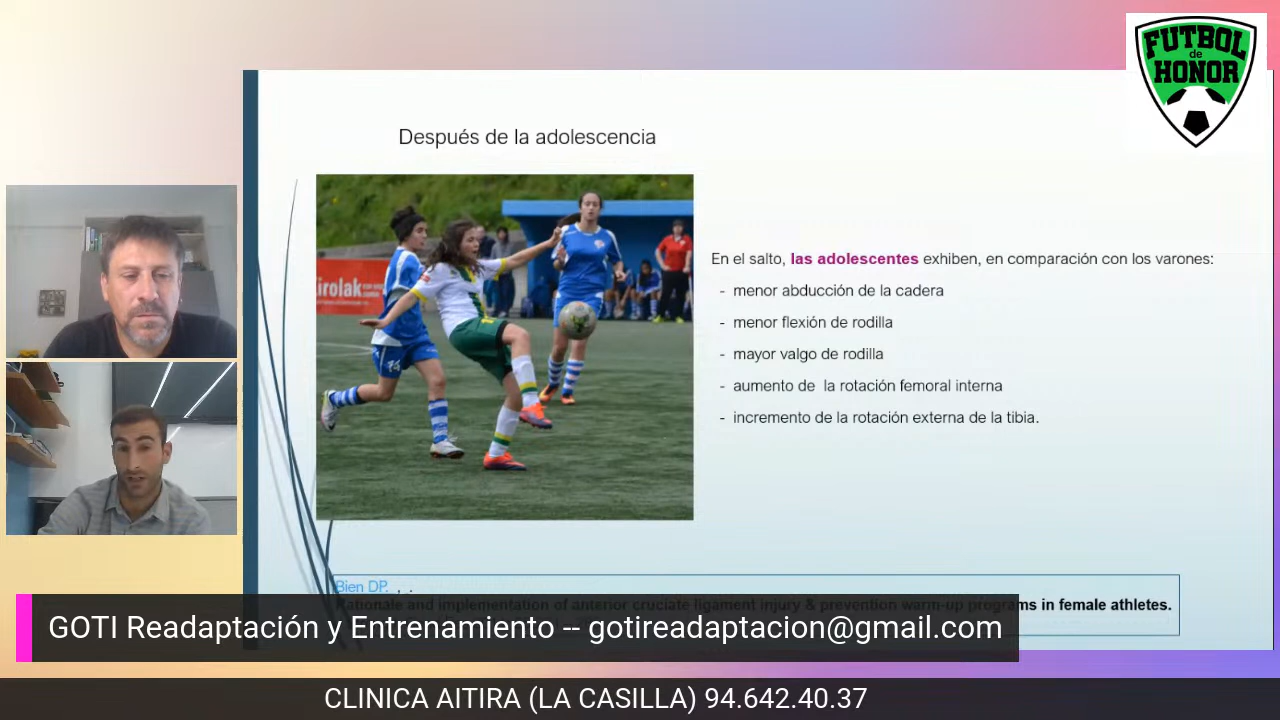 FUTBOL
de
HONOR
Después de la adolescencia
irolak
14
En el salto, las adolescentes exhiben, en comparación con los varones:
- menor abducción de la cadera
- menor flexión de rodilla
- mayor valgo de rodilla
- aumento de la rotación femoral interna
- incremento de la rotación externa de la tibia.
Bien DP. , .
Rationale and implementation of anterior cruciate ligament injury & prevention warm-up programs in female athletes.
GOTI Readaptación y Entrenamiento -- gotireadaptacion@gmail.com
CLINICA AITIRA (LA CASILLA) 94.642.40.37